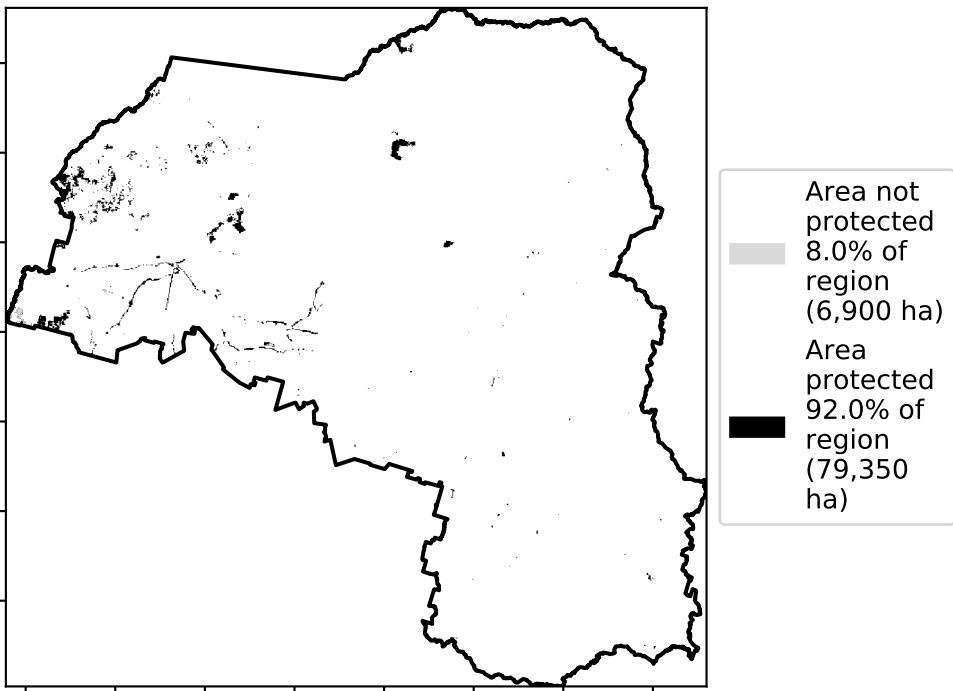 Area not
protected
8.0% of
region
(6,900 ha)
Area
protected
92.0% of
region
(79,350
ha)